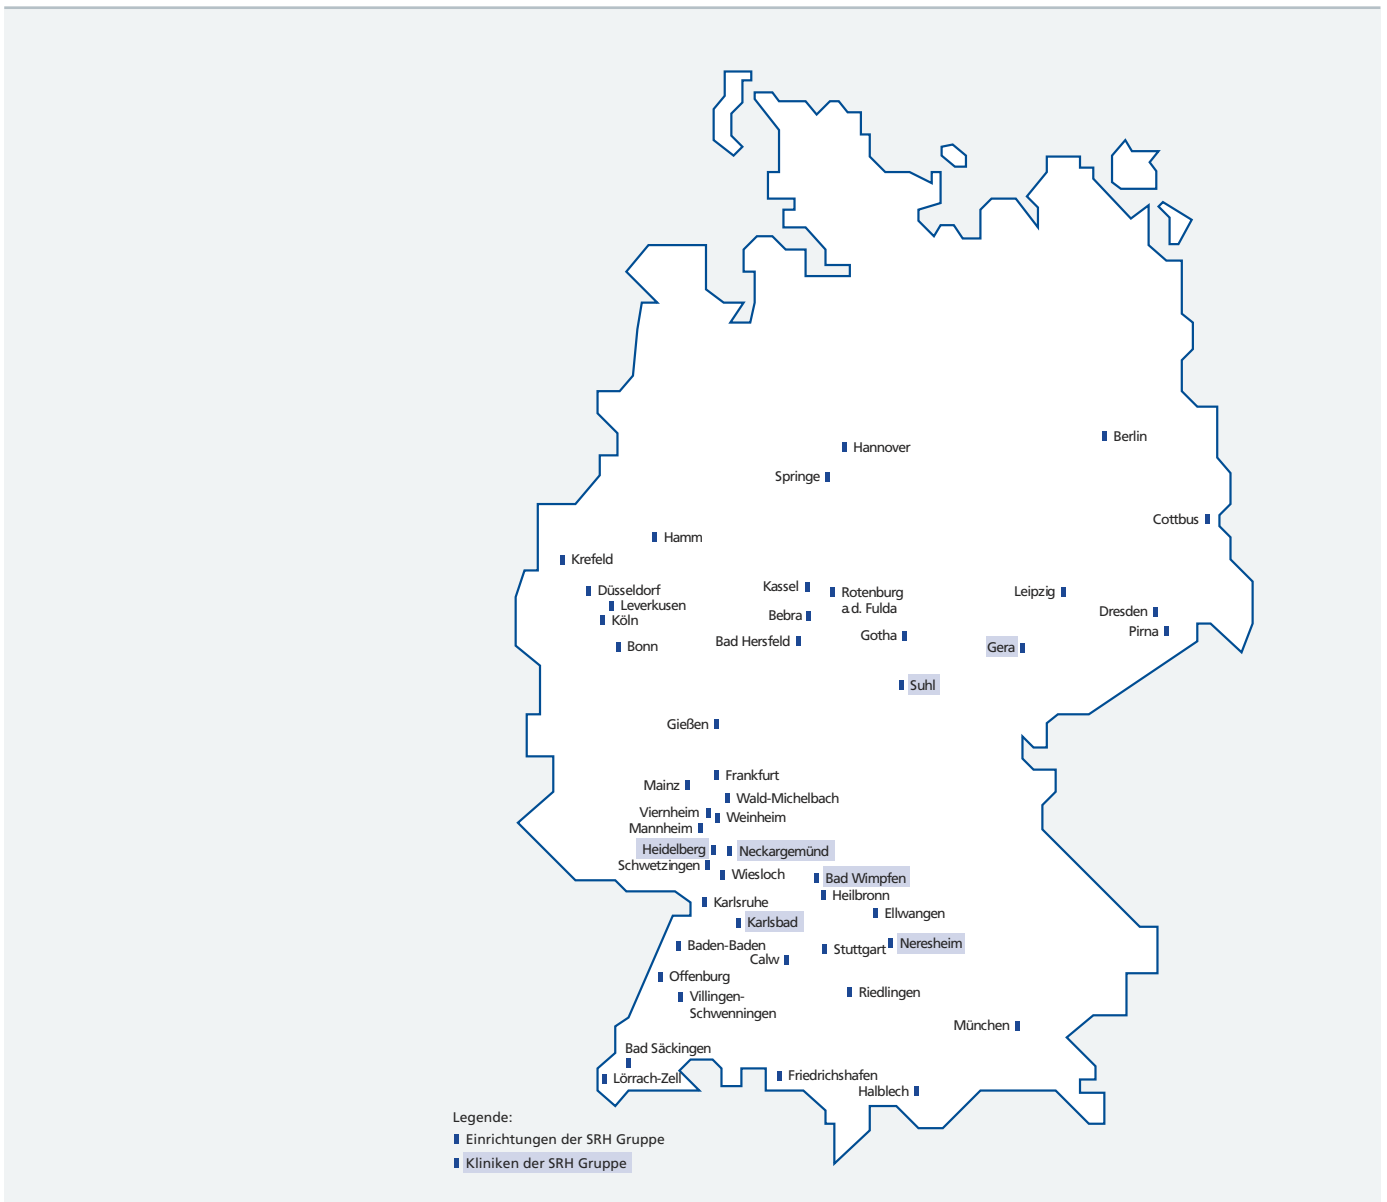 Berlin
Hannover
Springe
Cottbus
Hamm
Krefeld
Kassel
Düsseldorf
Rotenburg
a.d. Fulda
Leipzig
Leverkusen
Dresden
Bebra
Köln
Pirna
Gotha
Bad Hersfeld
Bonn
Gera
Suhl
Gießen
Frankfurt
Mainz
Wald-Michelbach
Viernheim
Weinheim
Mannheim
Heidelberg
Neckargemünd
Schwetzingen
Wiesloch
Bad Wimpfen
Heilbronn
Karlsruhe
Ellwangen
Karlsbad
Neresheim
Baden-Baden
Stuttgart
Calw
Offenburg
Riedlingen
Villingen-
Schwenningen
München
Bad Säckingen
Friedrichshafen
Lörrach-Zell
Halblech
Legende:
Einrichtungen der SRH Gruppe
Kliniken der SRH Gruppe